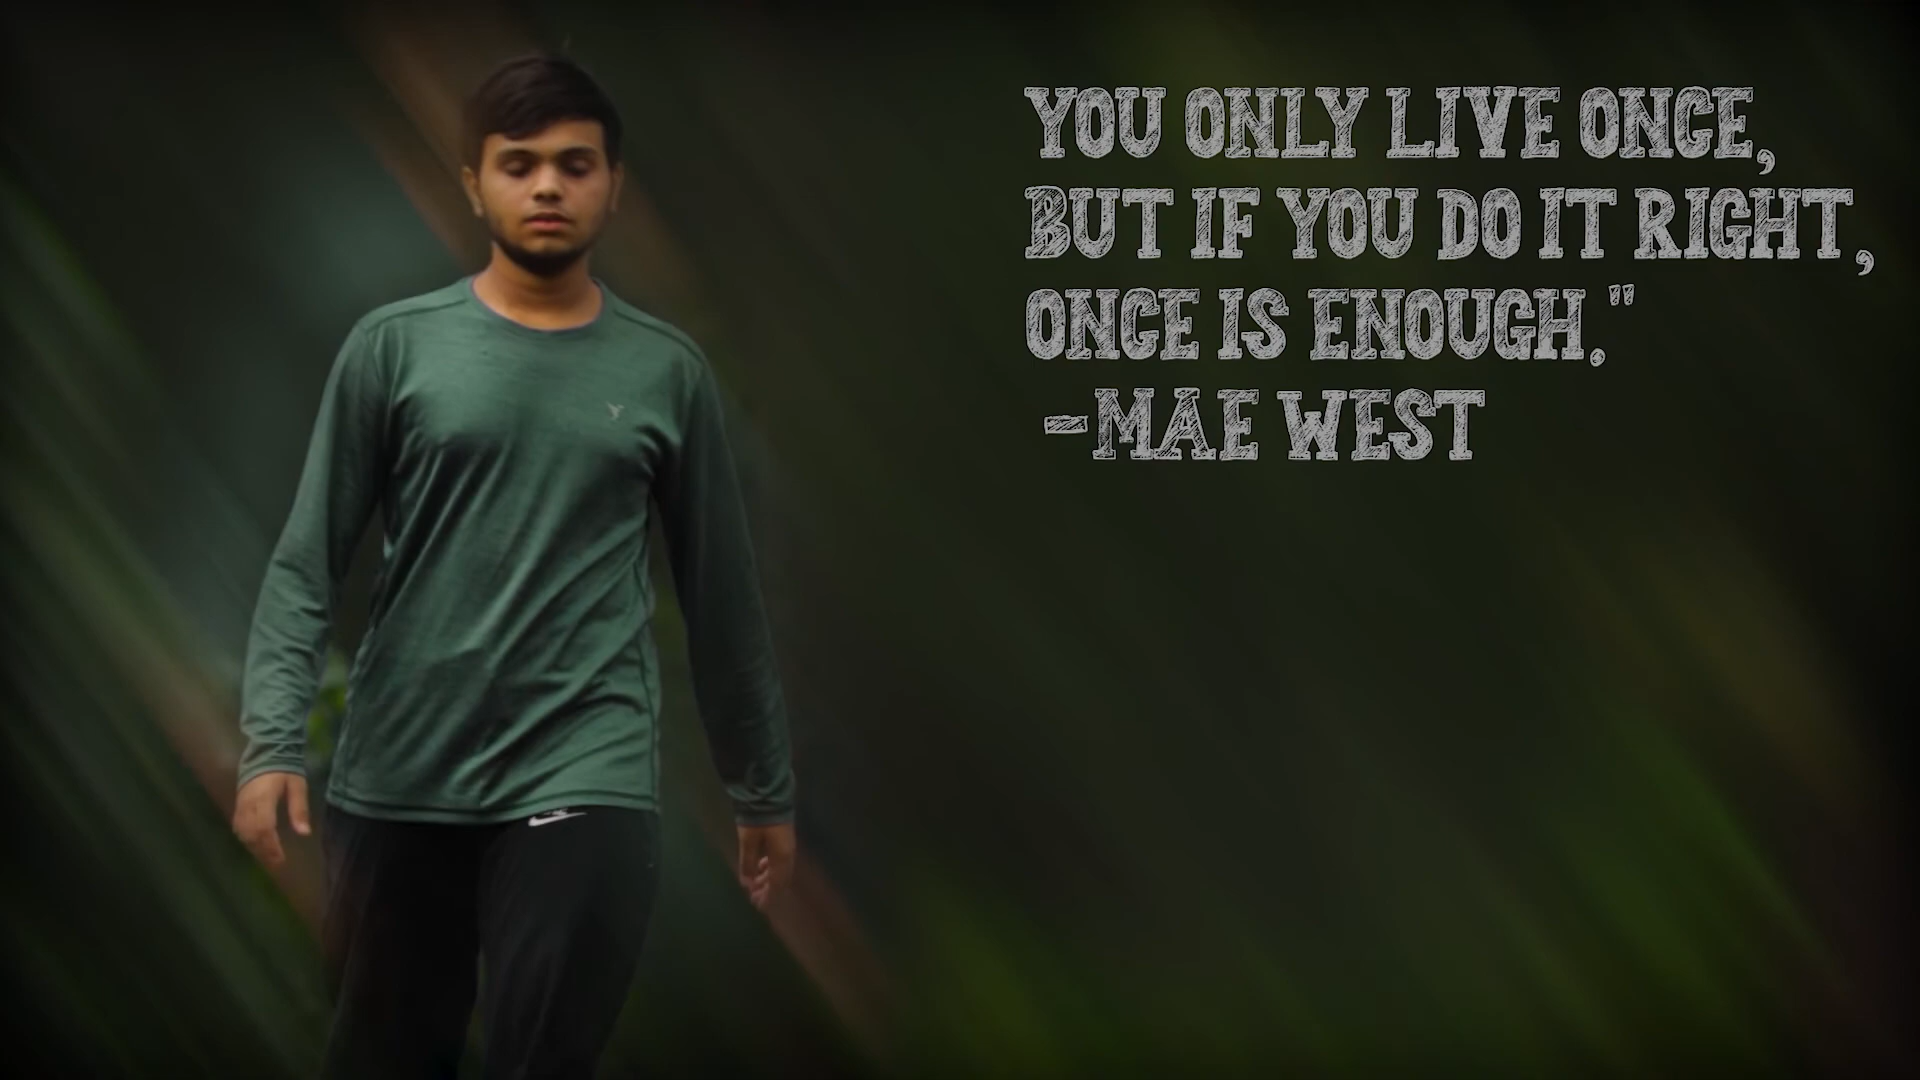 YOU ONLY LIVE ONCE,
BUT IF YOU DO IT RIGHT,
ONCE IS ENOUGH."
-MAE WEST